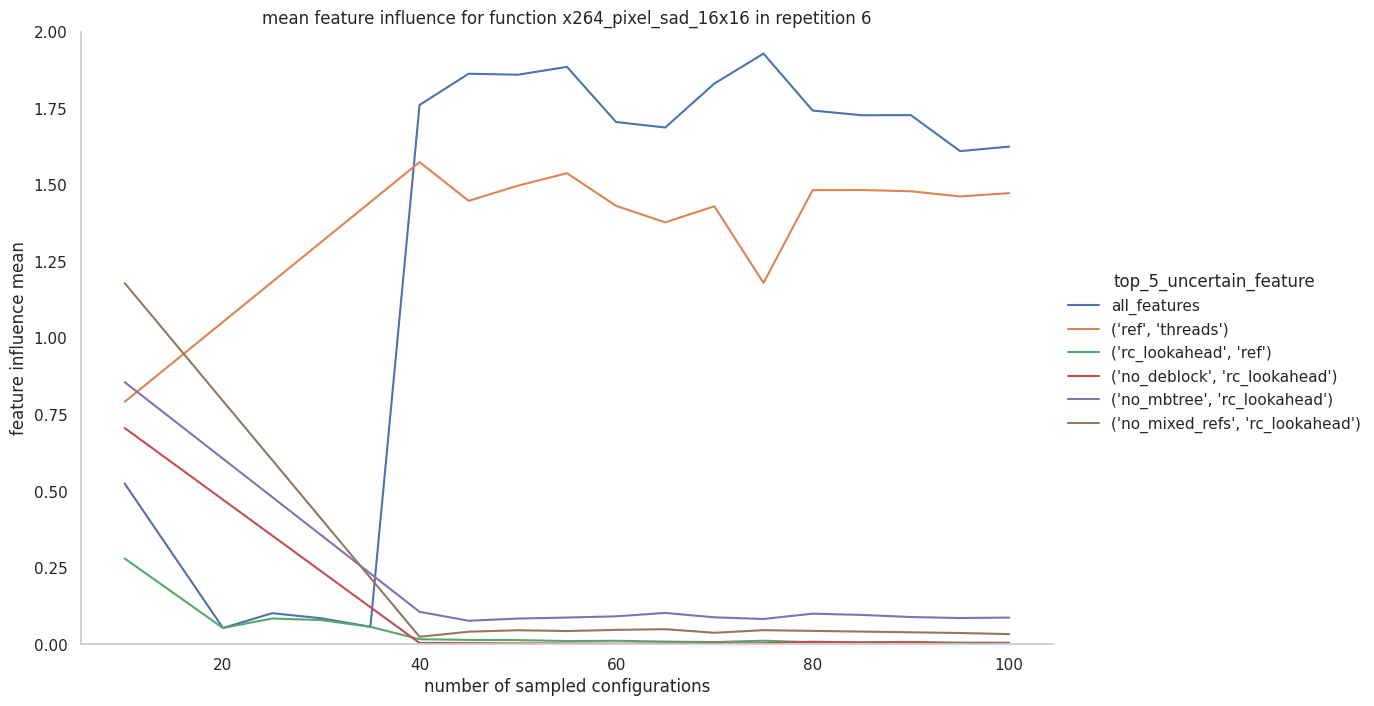 mean feature influence for function x264_pixel_sad_16x16 in repetition 6
2.00
1.75
1.50
1.25
1.00
0.75
0.50
0.25
0.00
feature influence mean
20
40
60
80
100
number of sampled configurations
top_5_uncertain_feature
all_features
('ref', 'threads')
('rc_lookahead', 'ref')
('no_deblock', 'rc_lookahead')
('no_mbtree', 'rc_lookahead')
('no_mixed_refs', 'rc_lookahead')